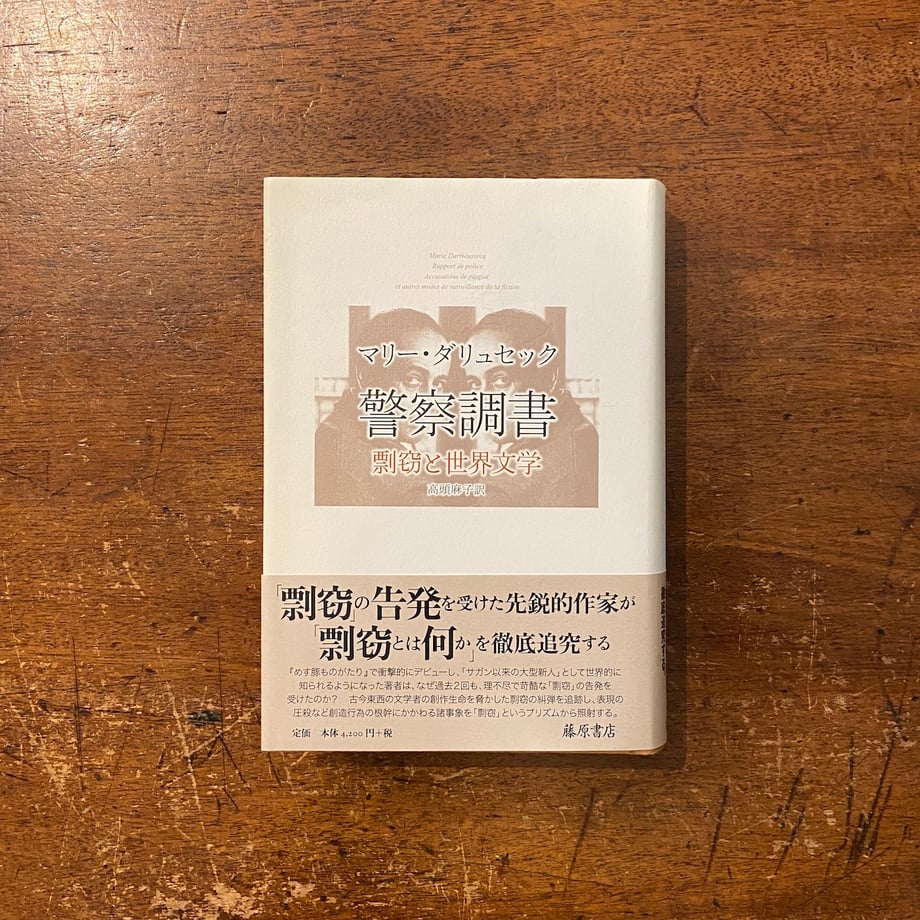 Marie Darrieussecq
Rapport de police
Accusations de plagiat
et autres modes de surveillance de la fiction
マリー・ダリュセック
警察調書
剽窃と世界文学
高頭麻子訳
「剽窃」の告発を受けた先鋭的作家が
「剽窃とは何か」を徹底追究する
『めす豚ものがたり』で衝撃的にデビューし、「サガン以来の大型新人」として世界的に
知られるようになった著者は、なぜ過去2回も、理不尽で苛酷な「剽窃」の告発を
受けたのか？　古今東西の文学者の創作生命を脅かした剽窃の糾弾を追跡し、表現の
圧殺など創造行為の根幹にかかわる諸事象を「剽窃」というプリズムから照射する。
定価　本体4,200円+税
藤原書店